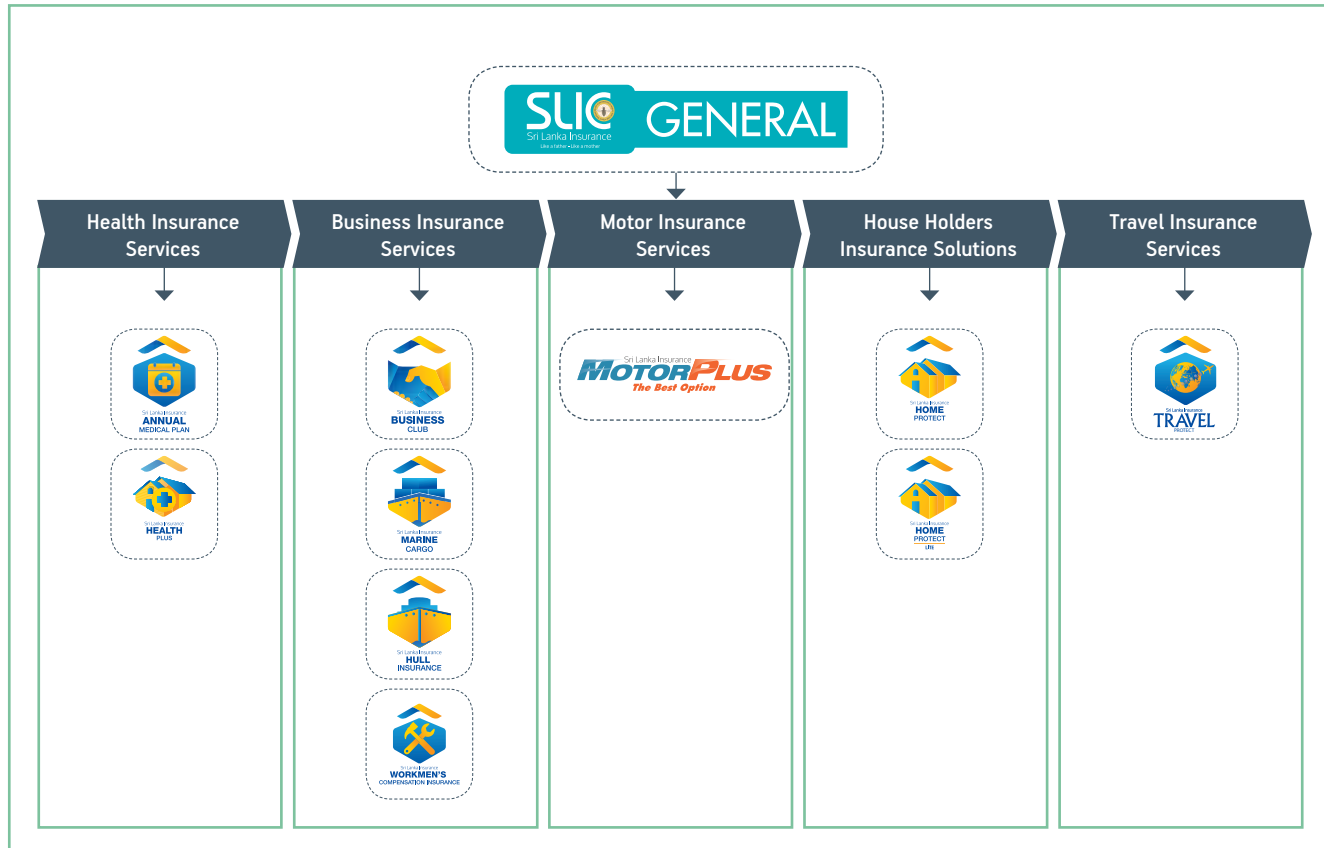 SLIC
Sri Lanka Insurance
Like a father • Like a mother
GENERAL
Health Insurance
Services
Business Insurance
Services
Motor Insurance
Services
House Holders
Insurance Solutions
Travel Insurance
Services
Sri Lanka Insurance
ANNUAL
MEDICAL PLAN
Sri Lanka Insurance
HEALTH
PLUS
Sri Lanka Insurance
BUSINESS
CLUB
Sri Lanka Insurance
MARINE
CARGO
Sri Lanka Insurance
HULL
INSURANCE
Sri Lanka Insurance
WORKMEN'S
COMPENSATION INSURANCE
Sri Lanka Insurance
MOTORPLUS
The Best Option
Sri Lanka Insurance
HOME
PROTECT
Sri Lanka Insurance
HOME
PROTECT
LITE
Sri Lanka Insurance
TRAVEL
PROTECT